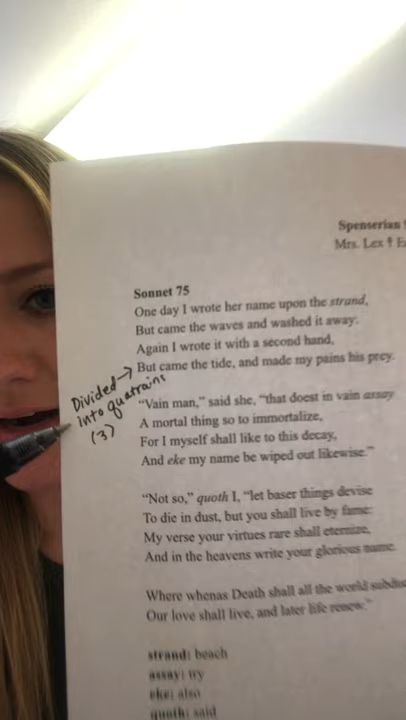 Spenserian
Mrs. Lex
Sonnet 75
One day I wrote her name upon the strand,
But came the waves and washed it away:
Again I wrote it with a second hand,
But came the tide, and made my pains his prey.
Divided →
into quatrains
(3)
"Vain man," said she, "that doest in vain assay
A mortal thing so to immortalize,
For I myself shall like to this decay,
And eke my name be wiped out likewise."
"Not so," quoth I, "let baser things devise
To die in dust, but you shall live by fame:
My verse your virtues rare shall eternize,
And in the heavens write your glorious name.
Where whenas Death shall all the world subdue
Our love shall live, and later life renew."
strand: beach
assay: try
eke: also
quoth: said